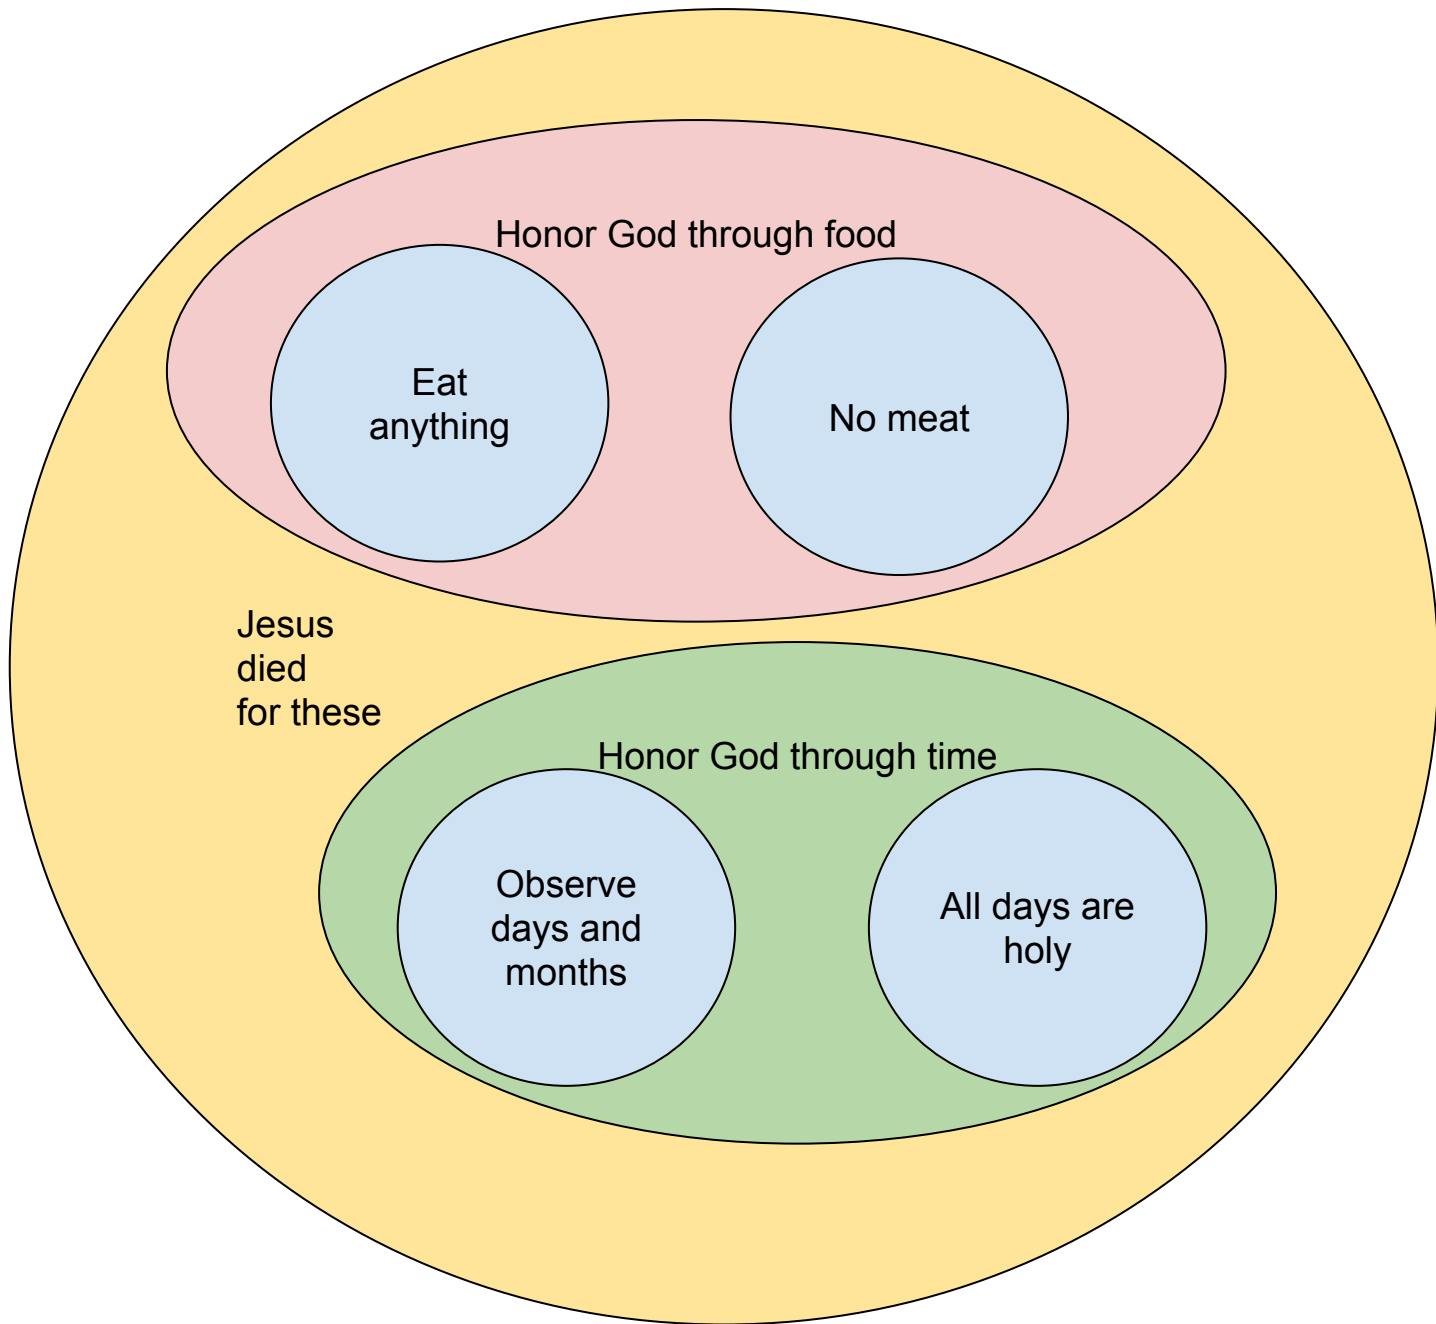 Honor God through food
Eat
anything
No meat
Jesus
died
for these
Honor God through time
Observe
days and
months
All days are
holy